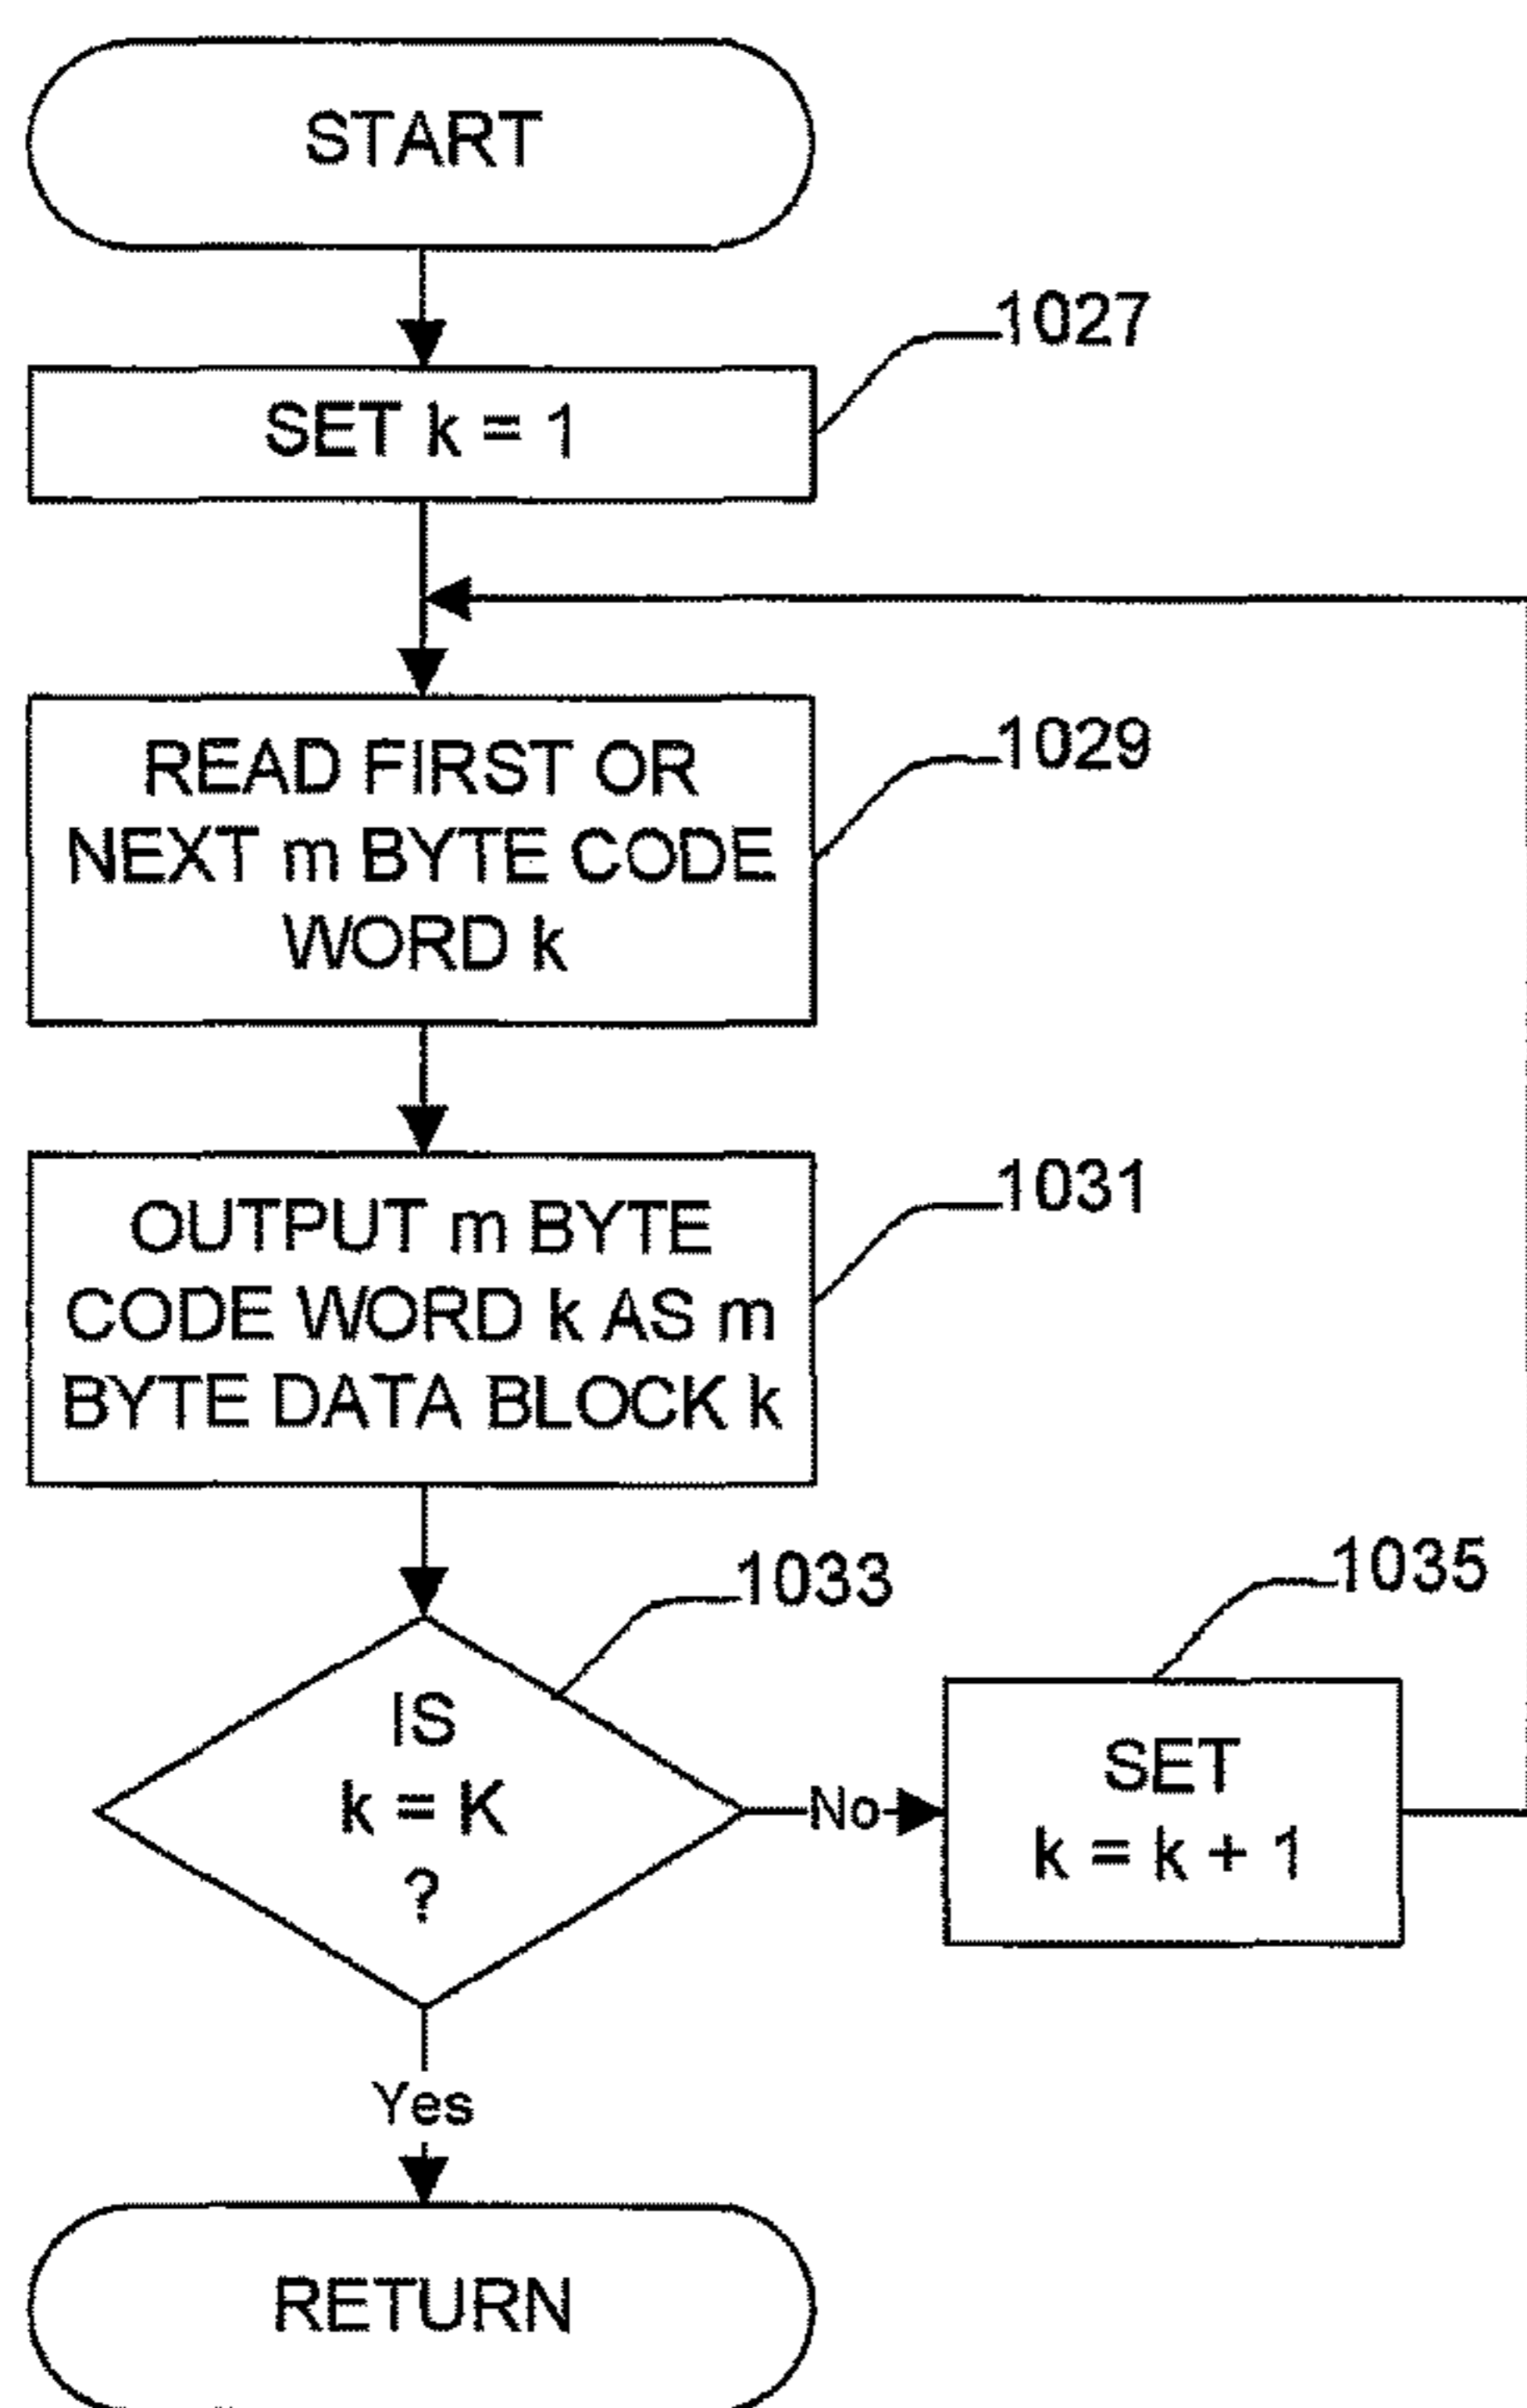 START
1027
SET k = 1
1029
READ FIRST OR
NEXT m BYTE CODE
WORD k
1031
OUTPUT m BYTE
CODE WORD k AS m
BYTE DATA BLOCK k
1033
IS
k = K
?
No
1035
SET
k = k + 1
Yes
RETURN